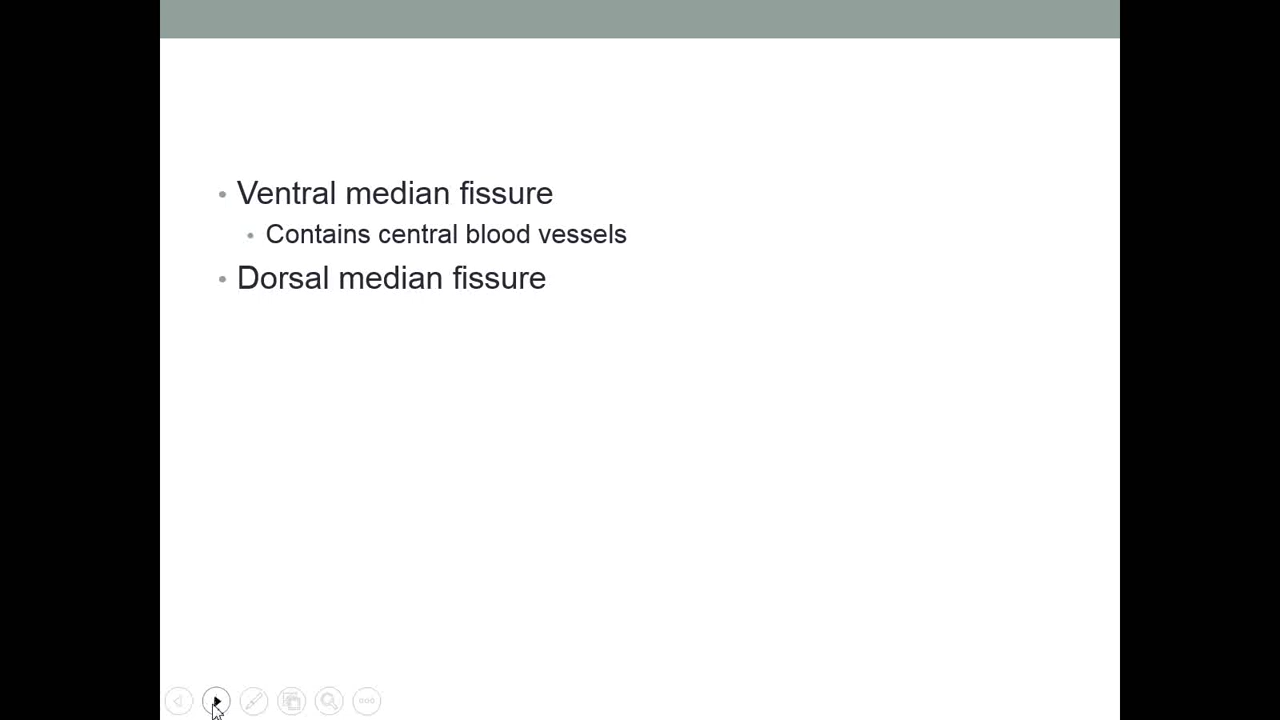 Ventral median fissure
Contains central blood vessels
Dorsal median fissure